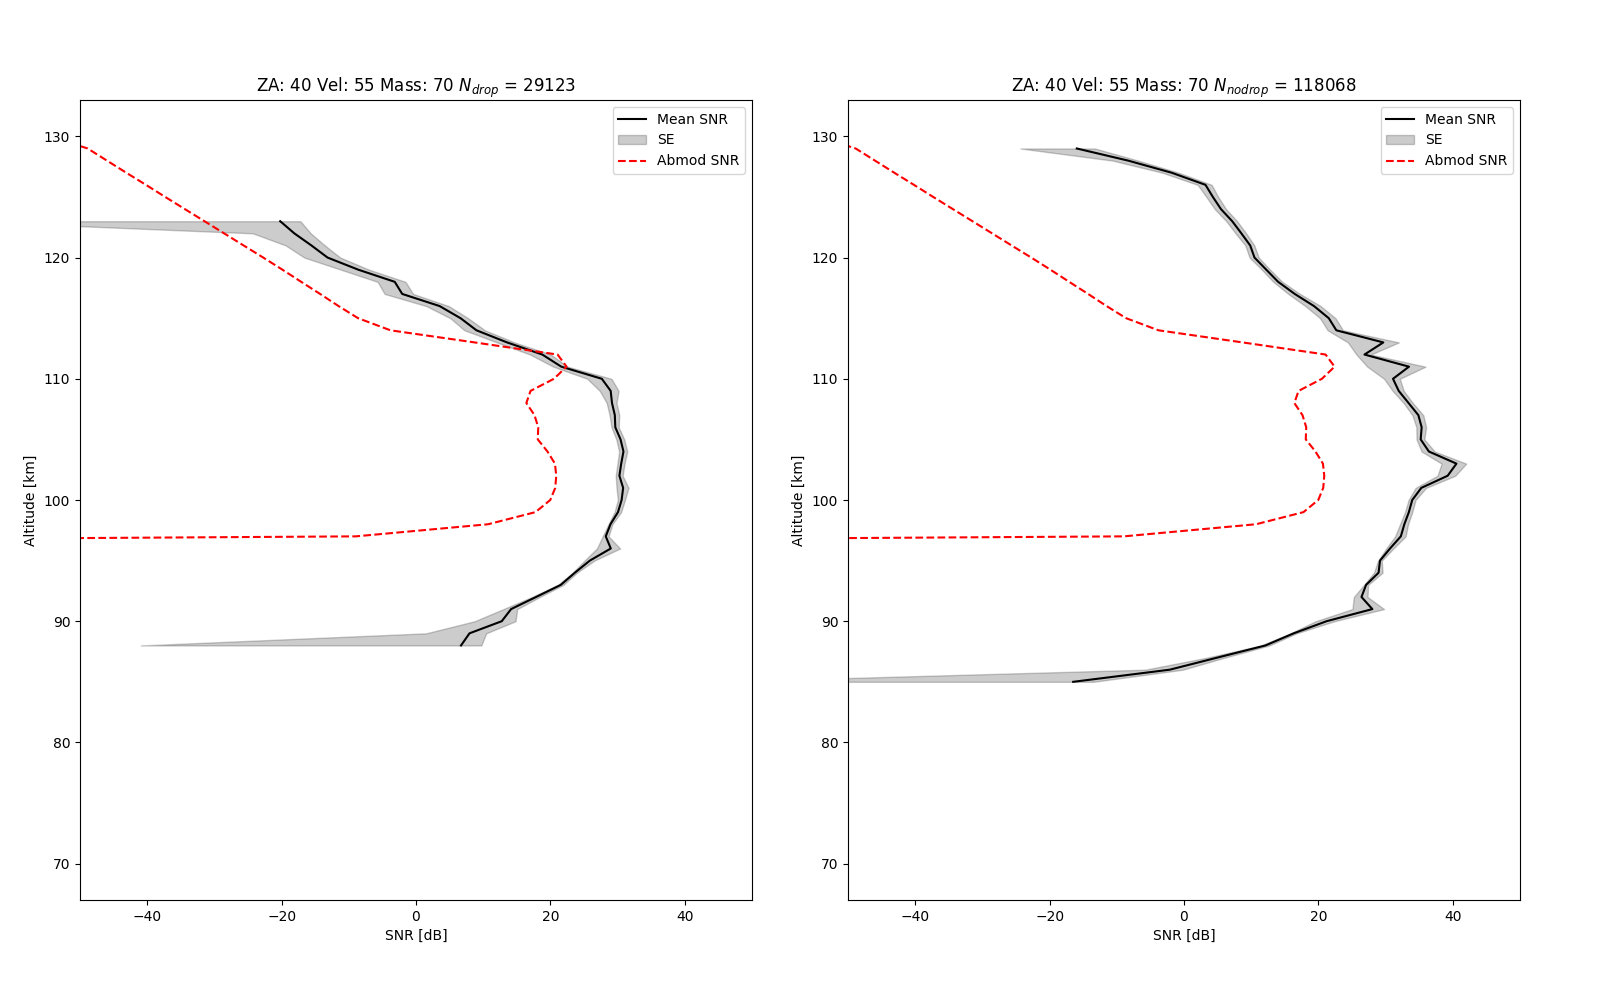 ZA: 40 Vel: 55 Mass: 70 N_drop = 29123
Mean SNR
SE
Abmod SNR
130
120
110
100
90
80
70
Altitude [km]
−40
−20
0
20
40
SNR [dB]
ZA: 40 Vel: 55 Mass: 70 N_nodrop = 118068
Mean SNR
SE
Abmod SNR
130
120
110
100
90
80
70
Altitude [km]
−40
−20
0
20
40
SNR [dB]